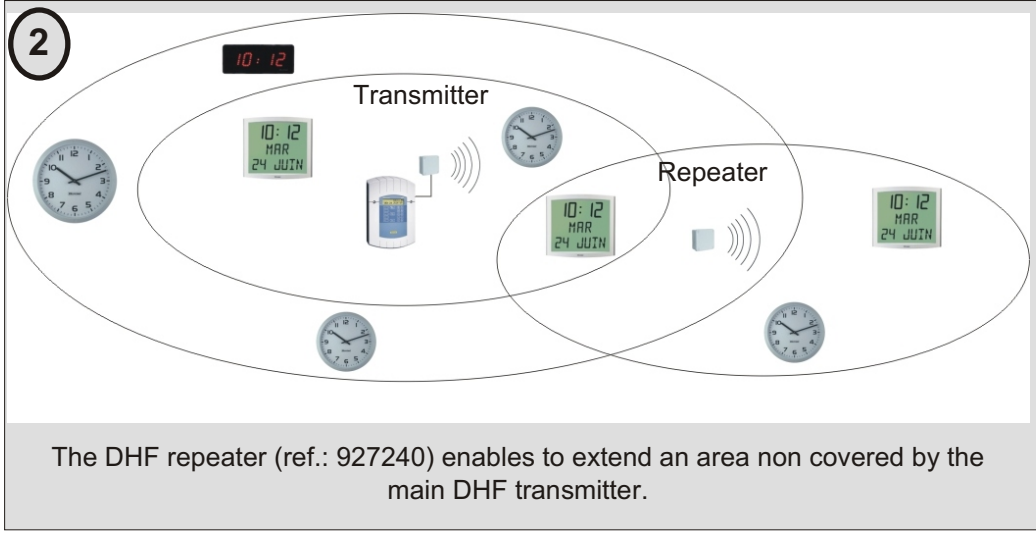 2
10:12
Transmitter
10:12
MAR
24 JUIN
Repeater
10:12
MAR
24 JUIN
10:12
MAR
24 JUIN
The DHF repeater (ref.: 927240) enables to extend an area non covered by the
main DHF transmitter.